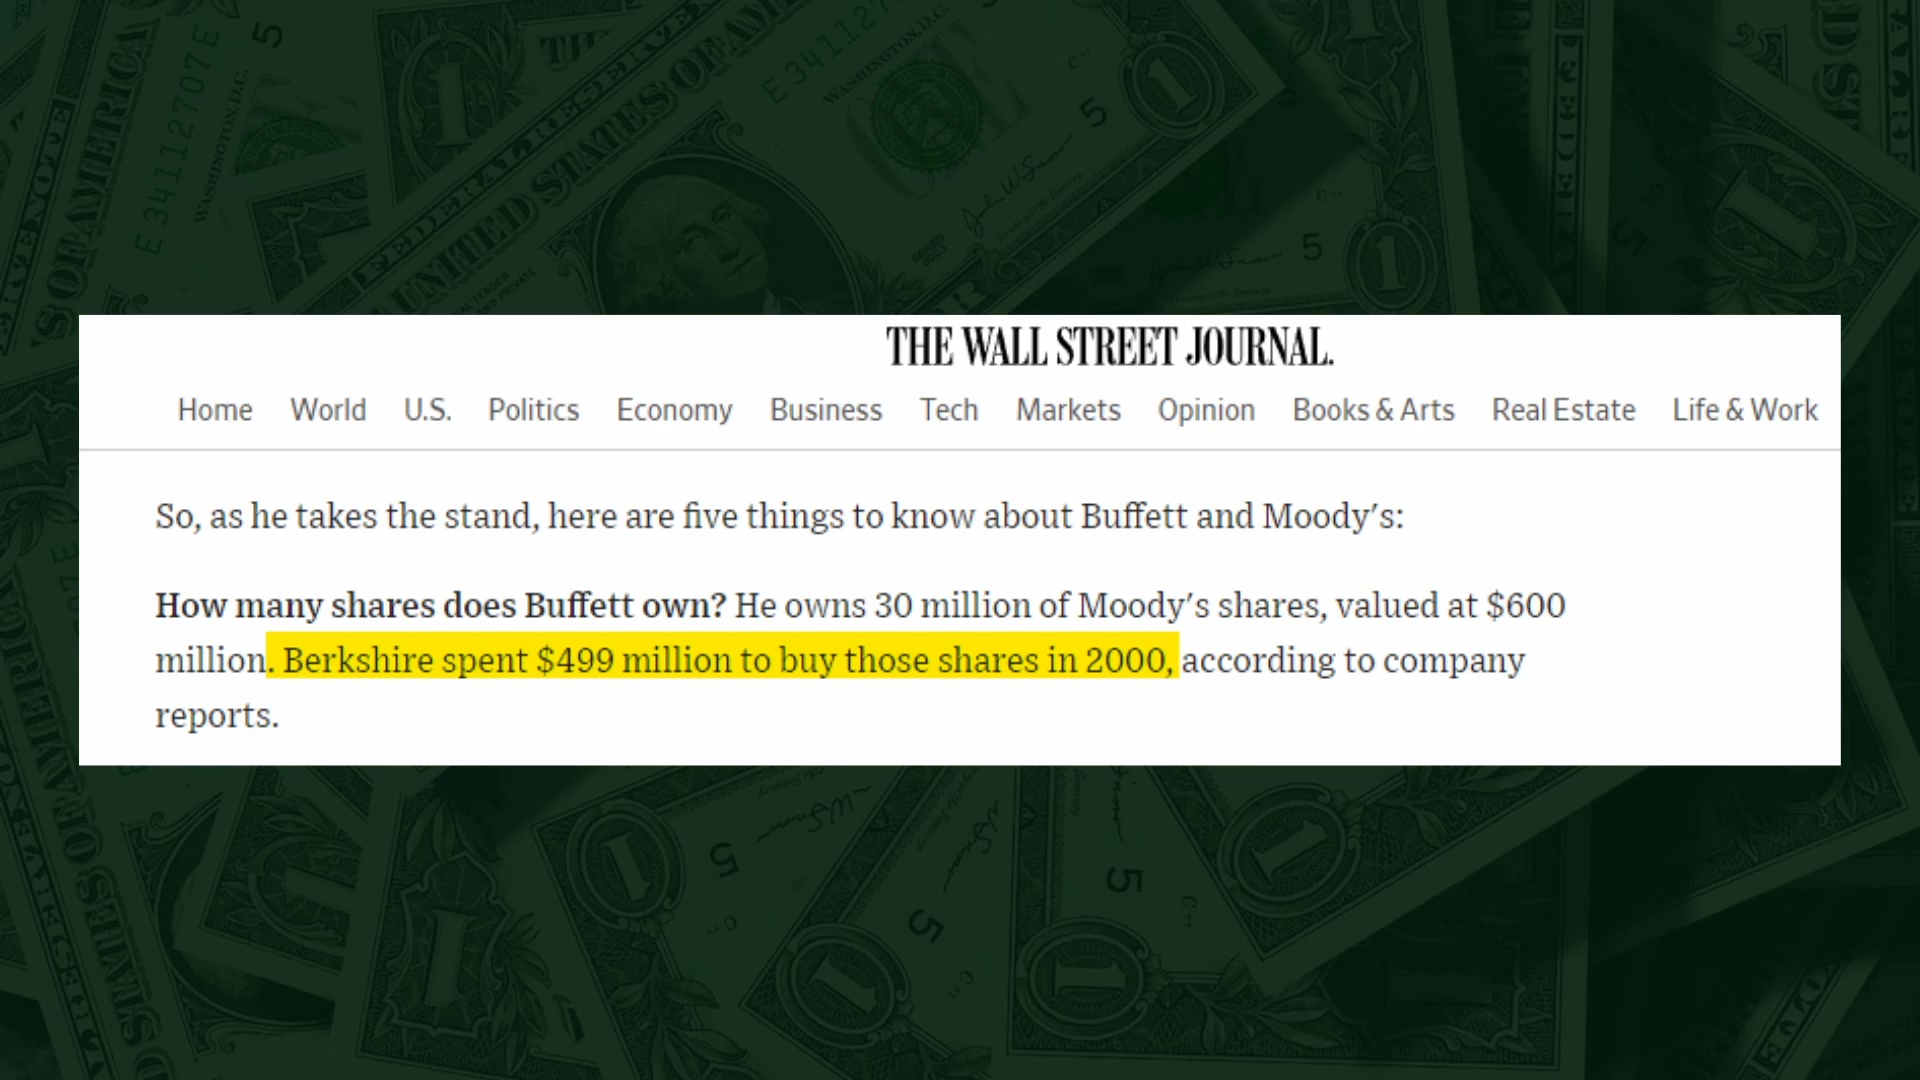 THE WALL STREET JOURNAL.
Home World U.S. Politics Economy Business Tech Markets Opinion Books & Arts Real Estate Life & Work
So, as he takes the stand, here are five things to know about Buffett and Moody's:
How many shares does Buffett own? He owns 30 million of Moody's shares, valued at $600
million. Berkshire spent $499 million to buy those shares in 2000, according to company
reports.